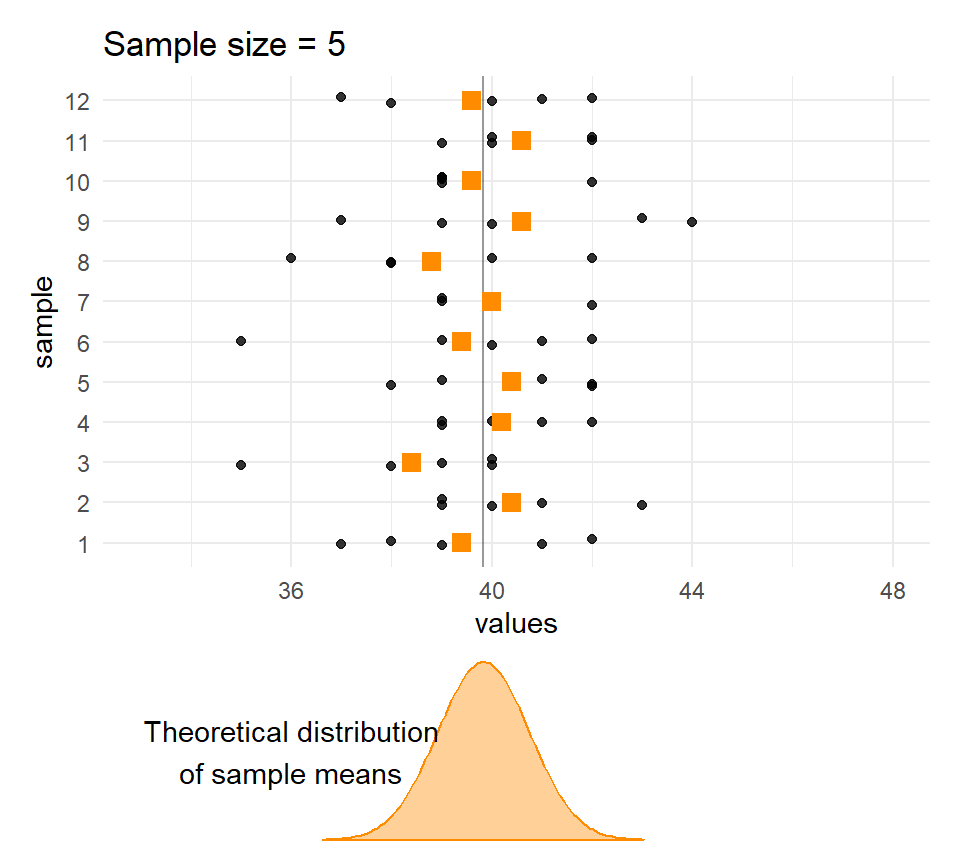 Sample size = 5
12
11
10
9
8
7
6
5
4
3
2
1
sample
36 40 44 48
values
Theoretical distribution
of sample means